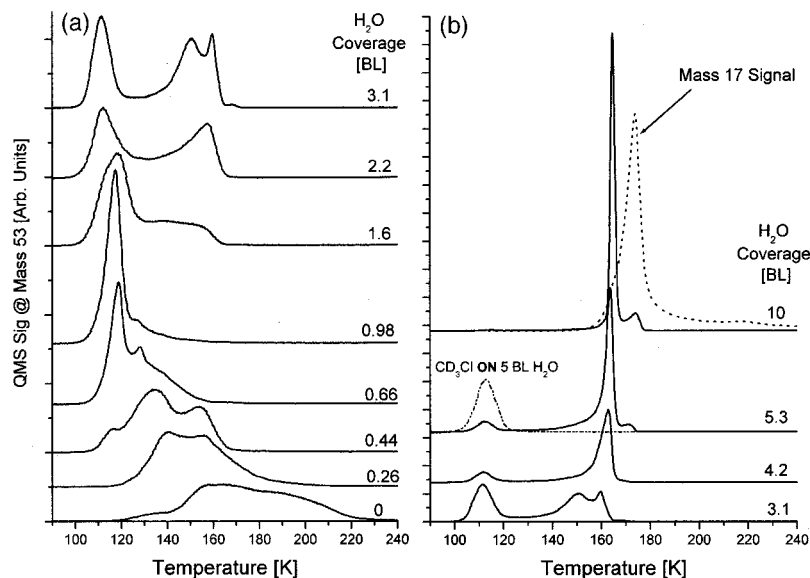 (a)
H₂O
Coverage
[BL]
3.1
2.2
1.6
0.98
0.66
0.44
0.26
0
QMS Sig @ Mass 53 [Arb. Units]
100 120 140 160 180 200 220 240
Temperature [K]
(b)
Mass 17 Signal
H₂O
Coverage
[BL]
10
CD₃Cl ON 5 BL H₂O
5.3
4.2
3.1
100 120 140 160 180 200 220 240
Temperature [K]